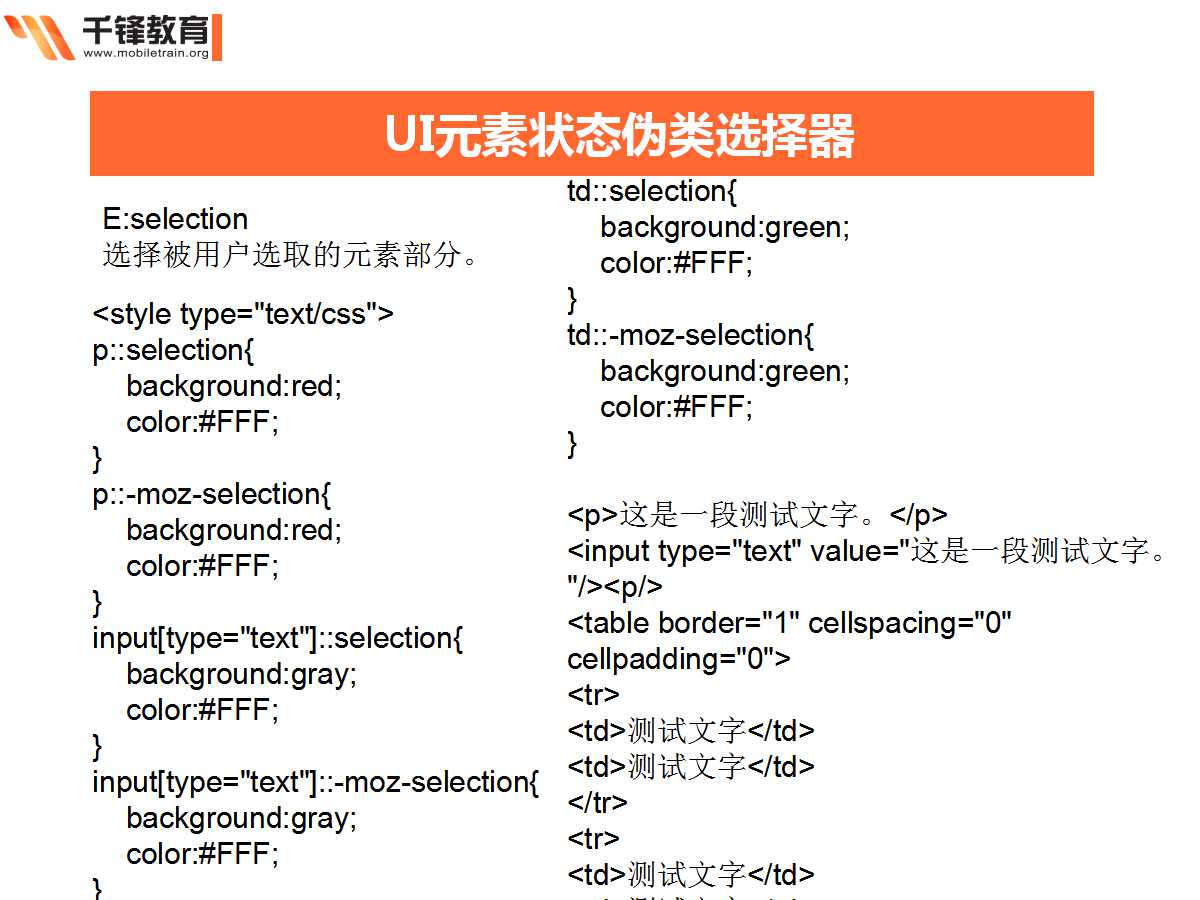 千锋教育
www.mobiletrain.org
UI元素状态伪类选择器
E:selection
选择被用户选取的元素部分。
<style type="text/css">
p::selection{
    background:red;
    color:#FFF;
}
p::-moz-selection{
    background:red;
    color:#FFF;
}
input[type="text"]::selection{
    background:gray;
    color:#FFF;
}
input[type="text"]::-moz-selection{
    background:gray;
    color:#FFF;
}
td::selection{
    background:green;
    color:#FFF;
}
td::-moz-selection{
    background:green;
    color:#FFF;
}
<p>这是一段测试文字。</p>
<input type="text" value="这是一段测试文字。
"/><p/>
<table border="1" cellspacing="0"
cellpadding="0">
<tr>
<td>测试文字</td>
<td>测试文字</td>
</tr>
<tr>
<td>测试文字</td>